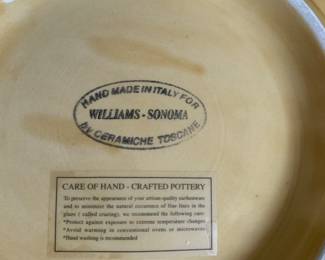 HAND MADE IN ITALY FOR
WILLIAMS - SONOMA
BY CERAMICHE TOSCANE
CARE OF HAND - CRAFTED POTTERY
To preserve the appearance of your artisan-quality earthenware
and to minimize the natural occurence of fine lines in the
glaze ( called crazing), we recommend the following care:
*Protect against exposure to extreme temperature changes
*Avoid warming in conventional ovens or microwaves
*Hand washing is recommended